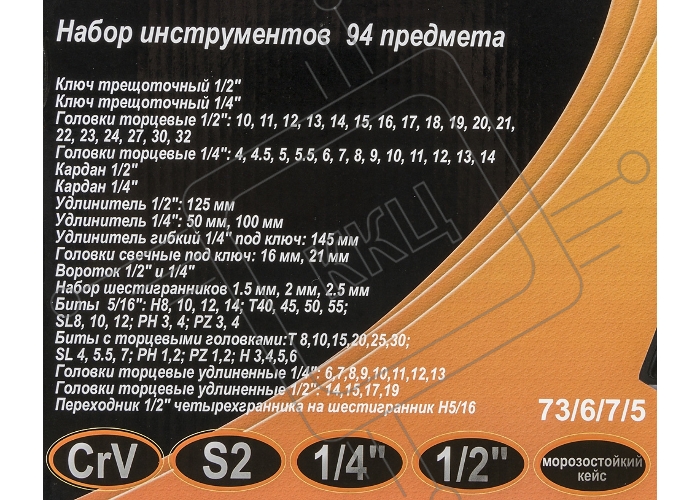 Набор инструментов 94 предмета
Ключ трещоточный 1/2"
Ключ трещоточный 1/4"
Головки торцевые 1/2": 10, 11, 12, 13, 14, 15, 16, 17, 18, 19, 20, 21,
22, 23, 24, 27, 30, 32
Головки торцевые 1/4": 4, 4.5, 5, 5.5, 6, 7, 8, 9, 10, 11, 12, 13, 14
Кардан 1/2"
Кардан 1/4"
Удлинитель 1/2": 125 мм
Удлинитель 1/4": 50 мм, 100 мм
Удлинитель гибкий 1/4" под ключ: 145 мм
Головки свечные под ключ: 16 мм, 21 мм
Вороток 1/2" и 1/4"
Набор шестигранников 1.5 мм, 2 мм, 2.5 мм
Биты 5/16": H8, 10, 12, 14; T40, 45, 50, 55;
SL8, 10, 12; PH 3, 4; PZ 3, 4
Биты с торцевыми головками:T 8,10,15,20,25,30;
SL 4, 5.5, 7; PH 1,2; PZ 1,2; H 3,4,5,6
Головки торцевые удлиненные 1/4": 6,7,8,9,10,11,12,13
Головки торцевые удлиненные 1/2": 14,15,17,19
Переходник 1/2" четырехгранника на шестигранник H5/16
73/6/7/5
CrV S2 1/4" 1/2" морозостойкий
кейс
ККЦ